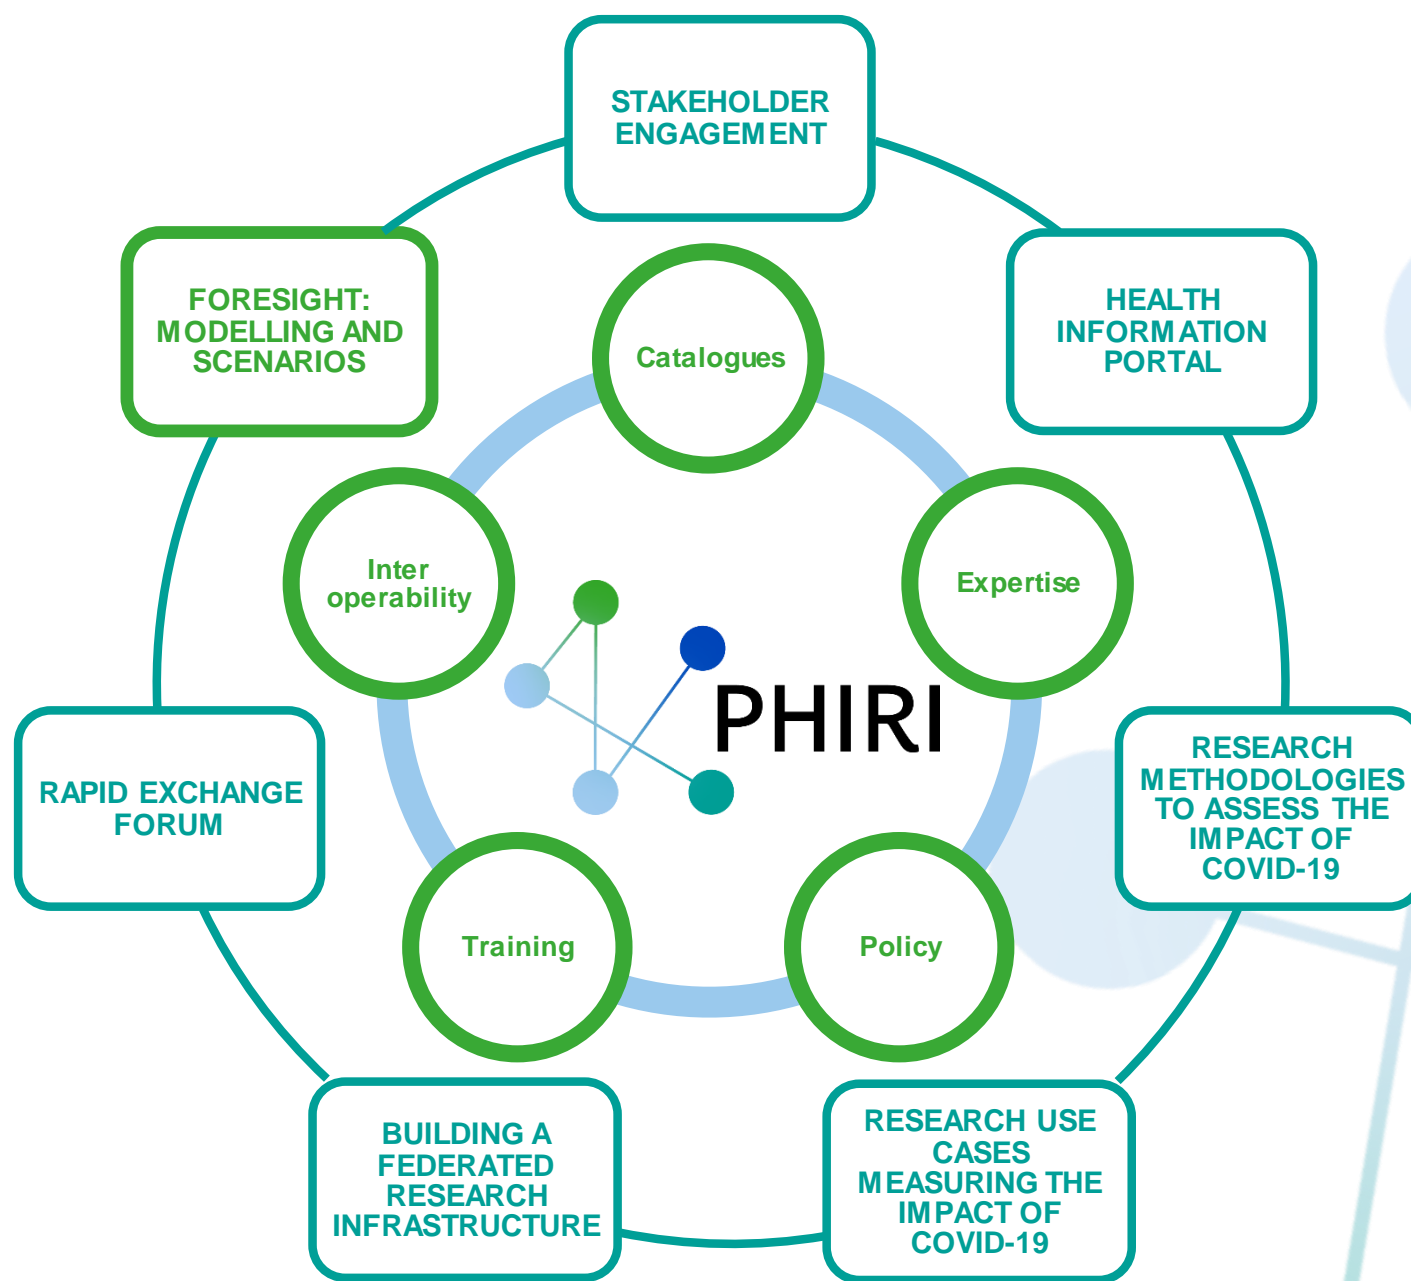 STAKEHOLDER
ENGAGEMENT
FORESIGHT:
MODELLING AND
SCENARIOS
HEALTH
INFORMATION
PORTAL
Catalogues
Inter
operability
Expertise
PHIRI
RAPID EXCHANGE
FORUM
RESEARCH
METHODOLOGIES
TO ASSESS THE
IMPACT OF
COVID-19
Training
Policy
BUILDING A
FEDERATED
RESEARCH
INFRASTRUCTURE
RESEARCH USE
CASES
MEASURING THE
IMPACT OF
COVID-19